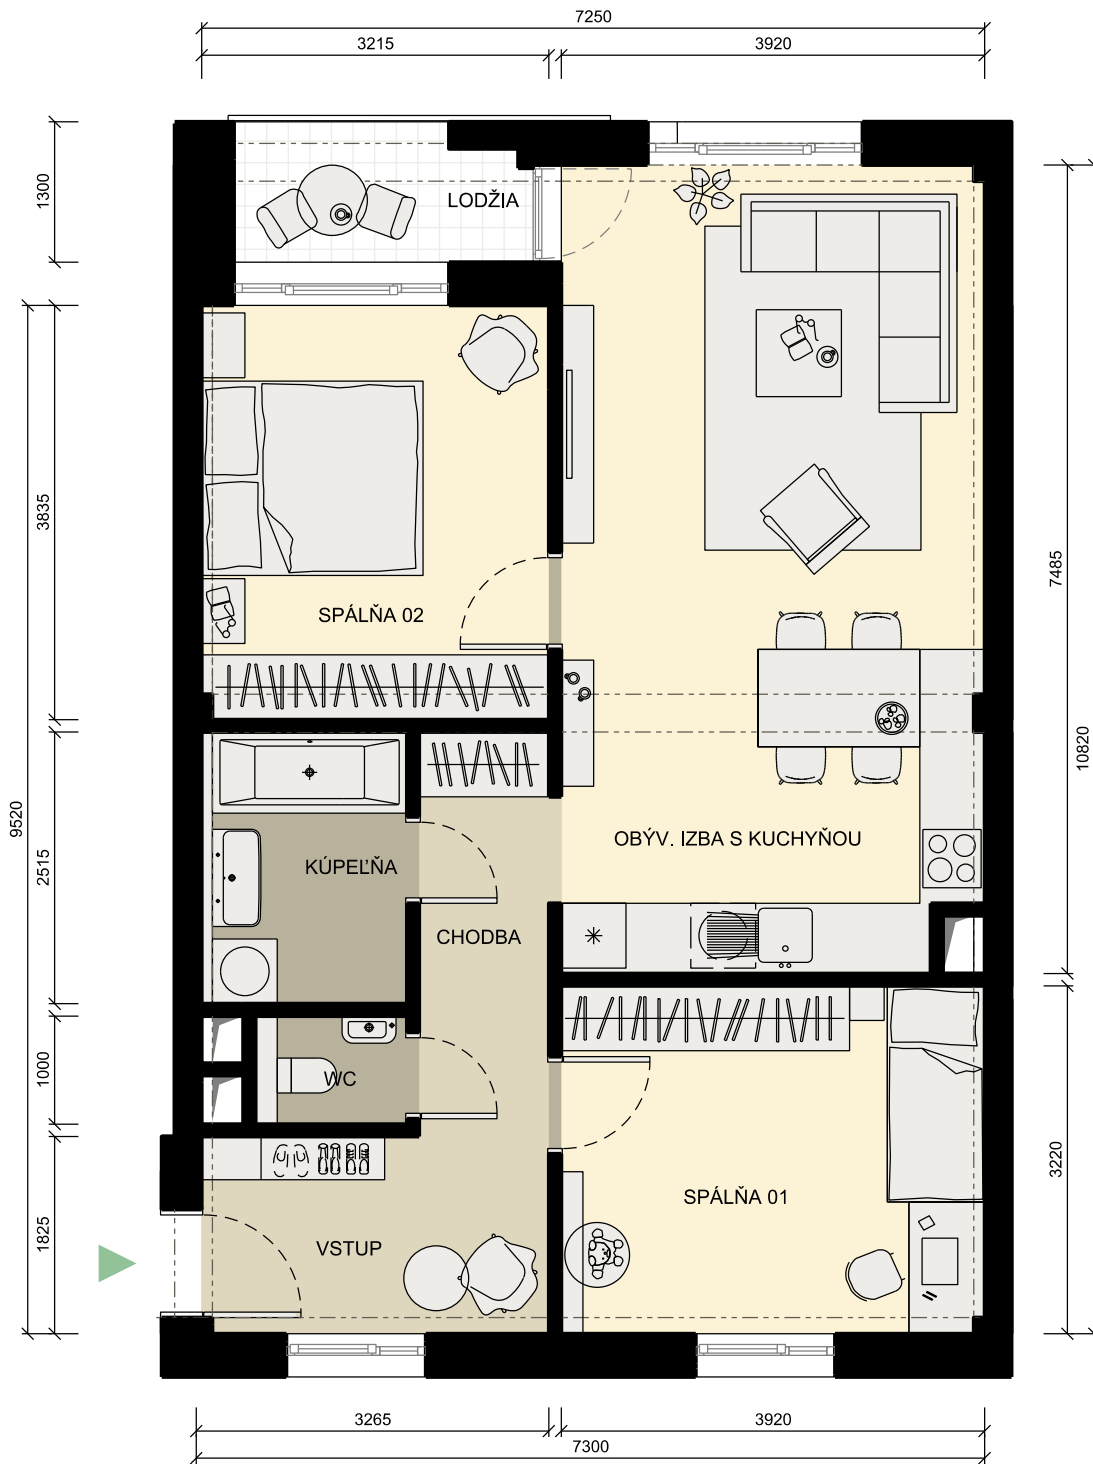 7250
3215
3920
1300
LODŽIA
3835
7485
SPÁLŇA 02
10820
9520
OBÝV. IZBA S KUCHYŇOU
2515
KÚPEĽŇA
CHODBA
1000
WC
3220
SPÁLŇA 01
1825
VSTUP
3265
3920
7300